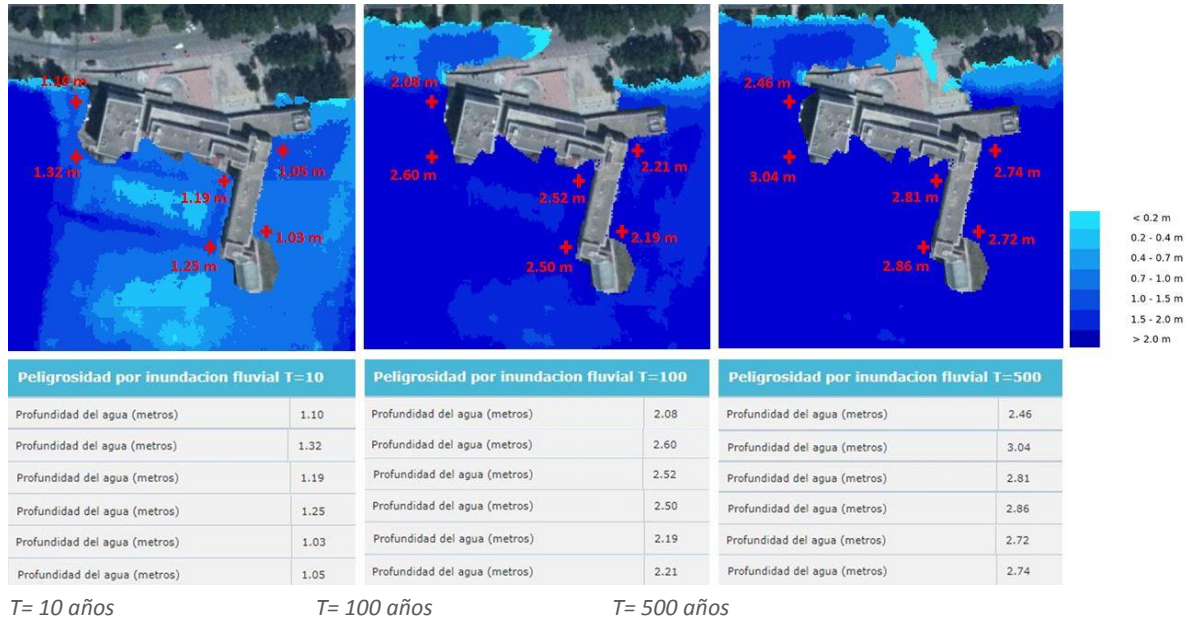 1.10 m
1.32 m
1.19 m
1.25 m
1.03 m
1.05 m
2.08 m
2.60 m
2.52 m
2.50 m
2.19 m
2.21 m
2.46 m
3.04 m
2.81 m
2.86 m
2.72 m
2.74 m
< 0.2 m
0.2 - 0.4 m
0.4 - 0.7 m
0.7 - 1.0 m
1.0 - 1.5 m
1.5 - 2.0 m
> 2.0 m
Peligrosidad por inundacion fluvial T=10
Profundidad del agua (metros) 1.10
Profundidad del agua (metros) 1.32
Profundidad del agua (metros) 1.19
Profundidad del agua (metros) 1.25
Profundidad del agua (metros) 1.03
Profundidad del agua (metros) 1.05
Peligrosidad por inundacion fluvial T=100
Profundidad del agua (metros) 2.08
Profundidad del agua (metros) 2.60
Profundidad del agua (metros) 2.52
Profundidad del agua (metros) 2.50
Profundidad del agua (metros) 2.19
Profundidad del agua (metros) 2.21
Peligrosidad por inundacion fluvial T=500
Profundidad del agua (metros) 2.46
Profundidad del agua (metros) 3.04
Profundidad del agua (metros) 2.81
Profundidad del agua (metros) 2.86
Profundidad del agua (metros) 2.72
Profundidad del agua (metros) 2.74
T= 10 años
T= 100 años
T= 500 años